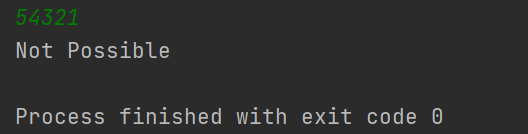 54321
Not Possible
Process finished with exit code 0